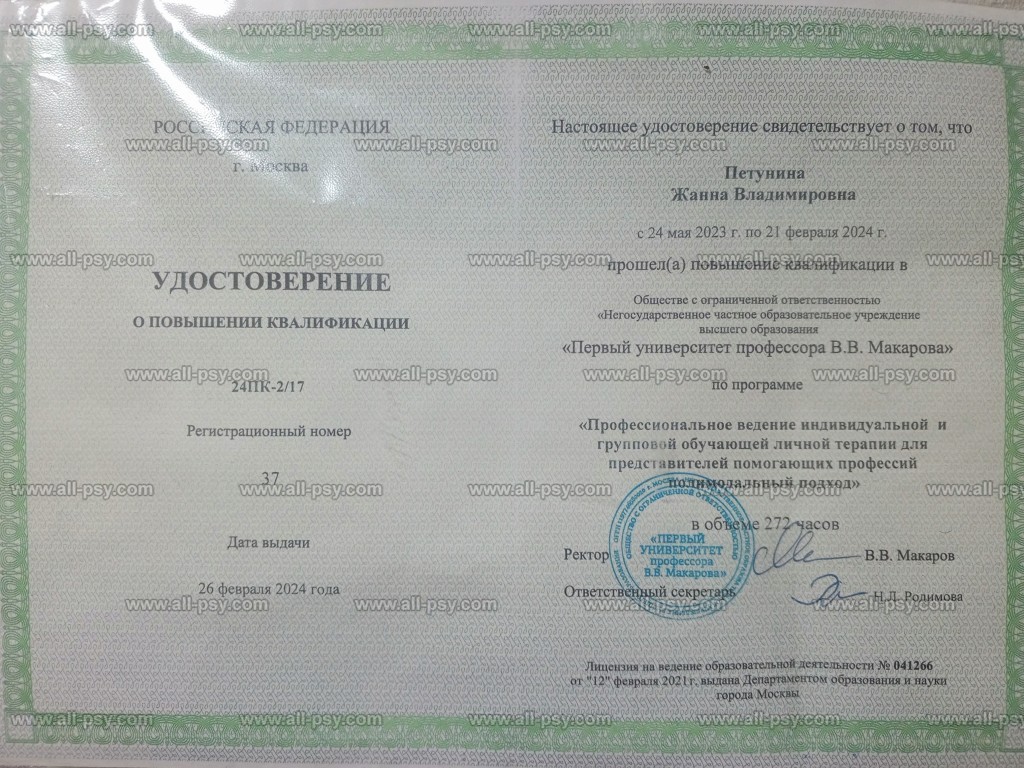 РОССИЙСКАЯ ФЕДЕРАЦИЯ
г. Москва
УДОСТОВЕРЕНИЕ
О ПОВЫШЕНИИ КВАЛИФИКАЦИИ
24ПК-2/17
Регистрационный номер
37
Дата выдачи
26 февраля 2024 года
Настоящее удостоверение свидетельствует о том, что
Петунина
Жанна Владимировна
с 24 мая 2023 г. по 21 февраля 2024 г.
прошел(а) повышение квалификации в
Обществе с ограниченной ответственностью
«Негосударственное частное образовательное учреждение
высшего образования
«Первый университет профессора В.В. Макарова»
по программе
«Профессиональное ведение индивидуальной и
групповой обучающей личной терапии для
представителей помогающих профессий
полимодальный подход»
в объеме 272 часов
Ректор В.В. Макаров
Ответственный секретарь Н.Л. Родимова
ОБЩЕСТВО С ОГРАНИЧЕННОЙ ОТВЕТСТВЕННОСТЬЮ
«ПЕРВЫЙ
УНИВЕРСИТЕТ
профессора
В.В. Макарова»
Лицензия на ведение образовательной деятельности № 041266
от "12" февраля 2021г. выдана Департаментом образования и науки
города Москвы
www.all-psy.com